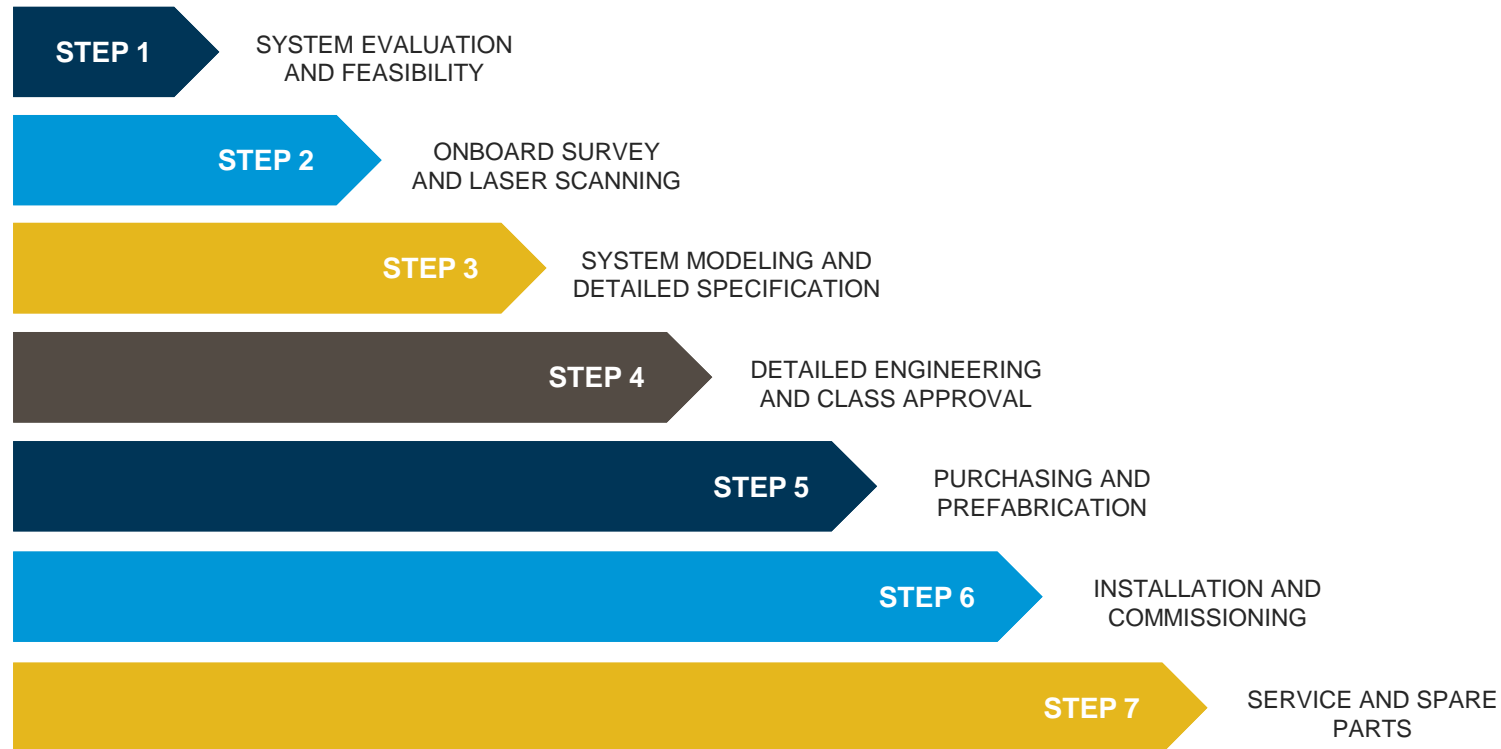 STEP 1
SYSTEM EVALUATION
AND FEASIBILITY
STEP 2
ONBOARD SURVEY
AND LASER SCANNING
STEP 3
SYSTEM MODELING AND
DETAILED SPECIFICATION
STEP 4
DETAILED ENGINEERING
AND CLASS APPROVAL
STEP 5
PURCHASING AND
PREFABRICATION
STEP 6
INSTALLATION AND
COMMISSIONING
STEP 7
SERVICE AND SPARE
PARTS